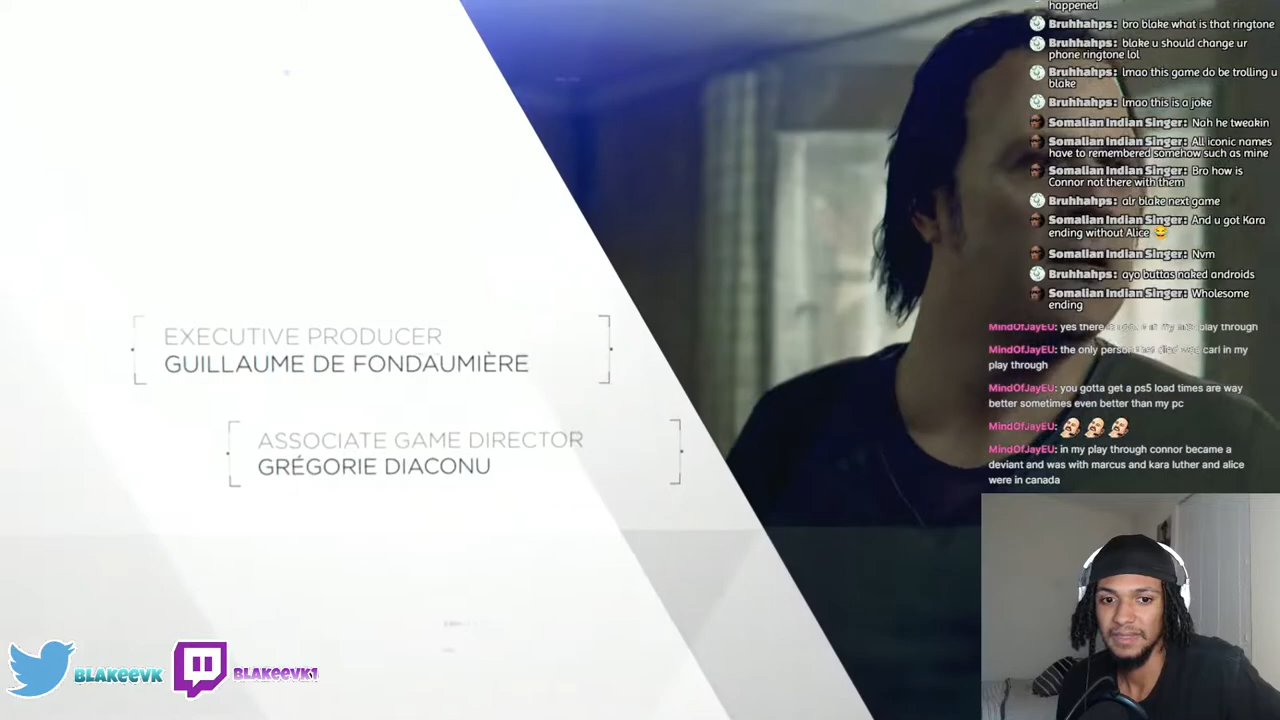 EXECUTIVE PRODUCER
GUILLAUME DE FONDAUMIÈRE
ASSOCIATE GAME DIRECTOR
GRÉGORIE DIACONU
happened
Bruhhahps: bro blake what is that ringtone
Bruhhahps: blake u should change ur
phone ringtone lol
Bruhhahps: lmao this game do be trolling u
blake
Bruhhahps: lmao this is a joke
Somalian Indian Singer: Nah he tweakin
Somalian Indian Singer: All iconic names
have to remembered somehow such as mine
Somalian Indian Singer: Bro how is
Connor not there with them
Bruhhahps: alr blake next game
Somalian Indian Singer: And u got Kara
ending without Alice 😂
Somalian Indian Singer: Nvm
Bruhhahps: ayo buttas naked androids
Somalian Indian Singer: Wholesome
ending
MindOfJayEU: yes there play through
MindOfJayEU: the only person that died was carl in my
play through
MindOfJayEU: you gotta get a ps5 load times are way
better sometimes even better than my pc
MindOfJayEU:
MindOfJayEU: in my play through connor became a
deviant and was with marcus and kara luther and alice
were in canada
BLAKEEVK
BLAKEEVK1